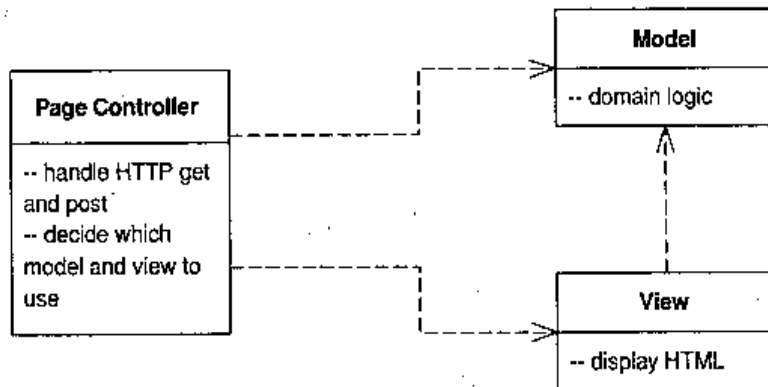 Page Controller
-- handle HTTP get
and post
-- decide which
model and view to
use
Model
-- domain logic
View
-- display HTML